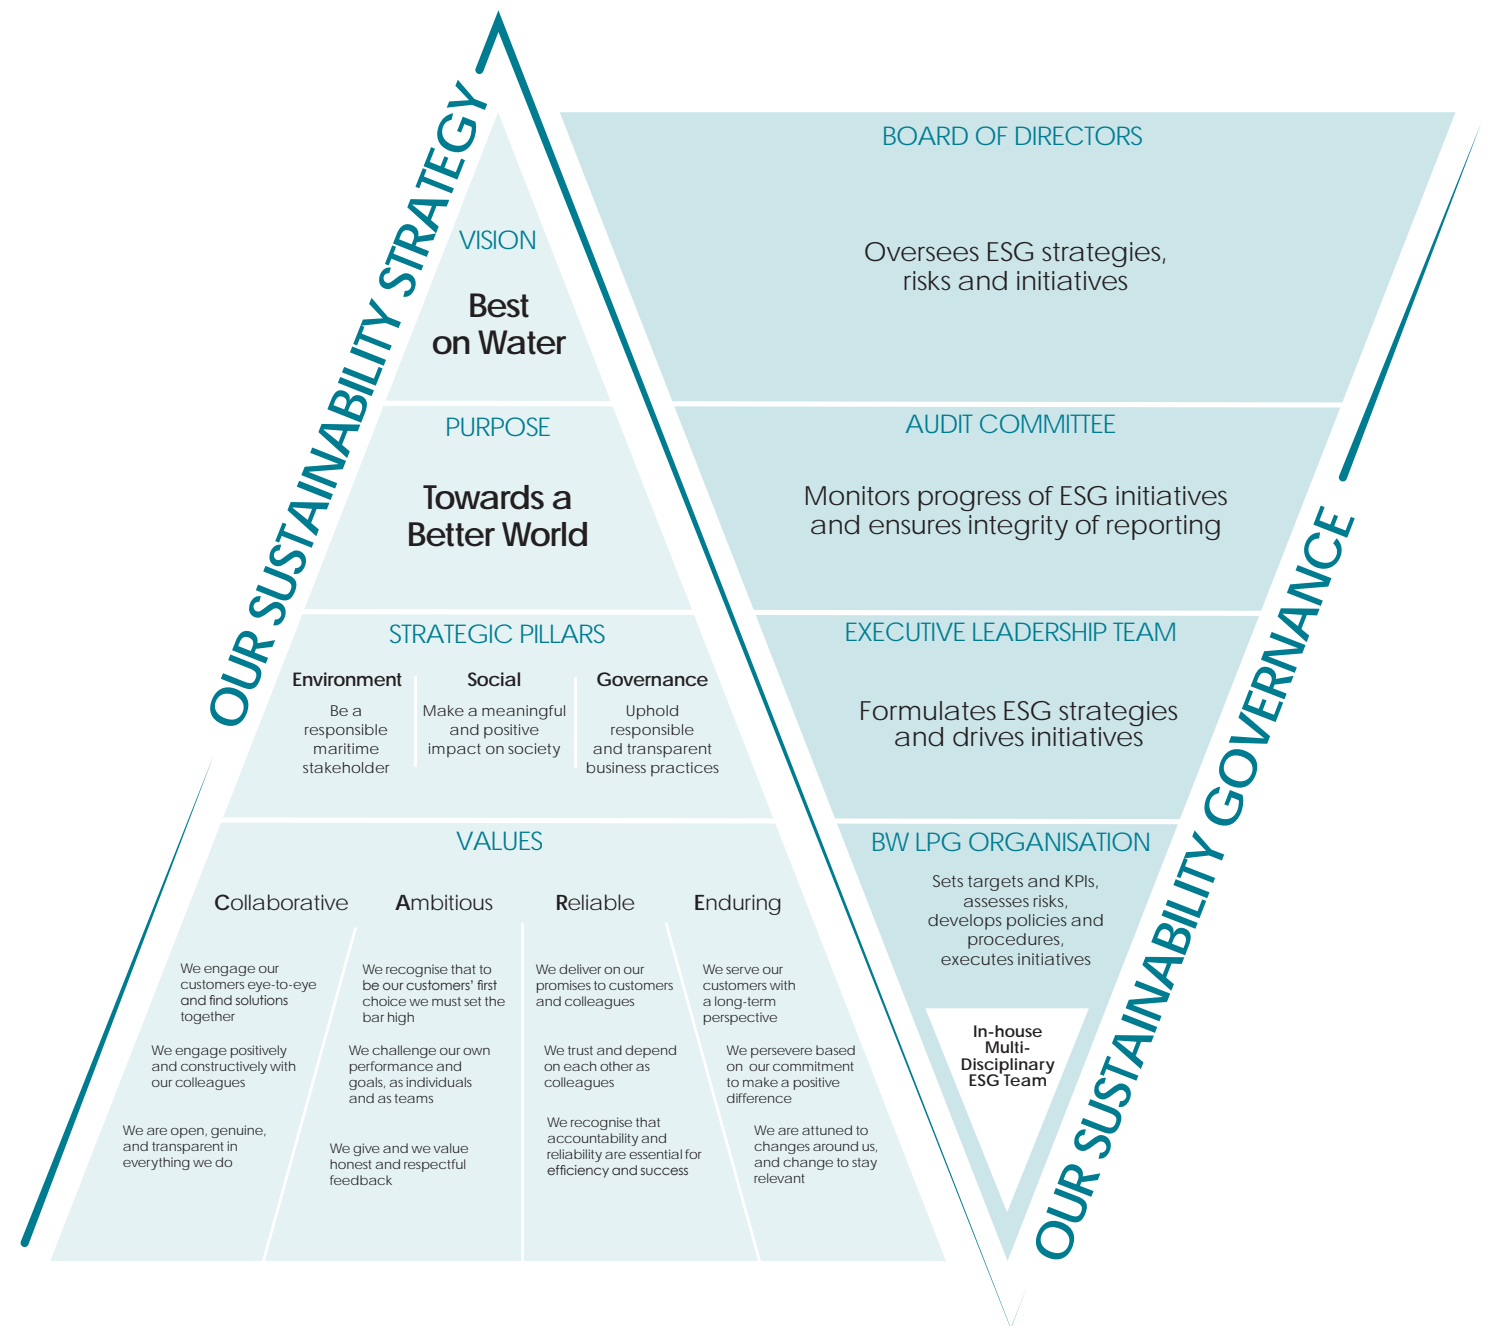 OUR SUSTAINABILITY STRATEGY
VISION
Best
on Water
PURPOSE
Towards a
Better World
STRATEGIC PILLARS
Environment
Be a
responsible
maritime
stakeholder
Social
Make a meaningful
and positive
impact on society
Governance
Uphold
responsible
and transparent
business practices
VALUES
Collaborative
We engage our
customers eye-to-eye
and find solutions
together
We engage positively
and constructively with
our colleagues
We are open, genuine,
and transparent in
everything we do
Ambitious
We recognise that to
be our customers’ first
choice we must set the
bar high
We challenge our own
performance and
goals, as individuals
and as teams
We give and we value
honest and respectful
feedback
Reliable
We deliver on our
promises to customers
and colleagues
We trust and depend
on each other as
colleagues
We recognise that
accountability and
reliability are essential for
efficiency and success
Enduring
We serve our
customers with
a long-term
perspective
We persevere based
on our commitment
to make a positive
difference
We are attuned to
changes around us,
and change to stay
relevant
OUR SUSTAINABILITY GOVERNANCE
BOARD OF DIRECTORS
Oversees ESG strategies,
risks and initiatives
AUDIT COMMITTEE
Monitors progress of ESG initiatives
and ensures integrity of reporting
EXECUTIVE LEADERSHIP TEAM
Formulates ESG strategies
and drives initiatives
BW LPG ORGANISATION
Sets targets and KPIs,
assesses risks,
develops policies and
procedures,
executes initiatives
In-house
Multi-
Disciplinary
ESG Team